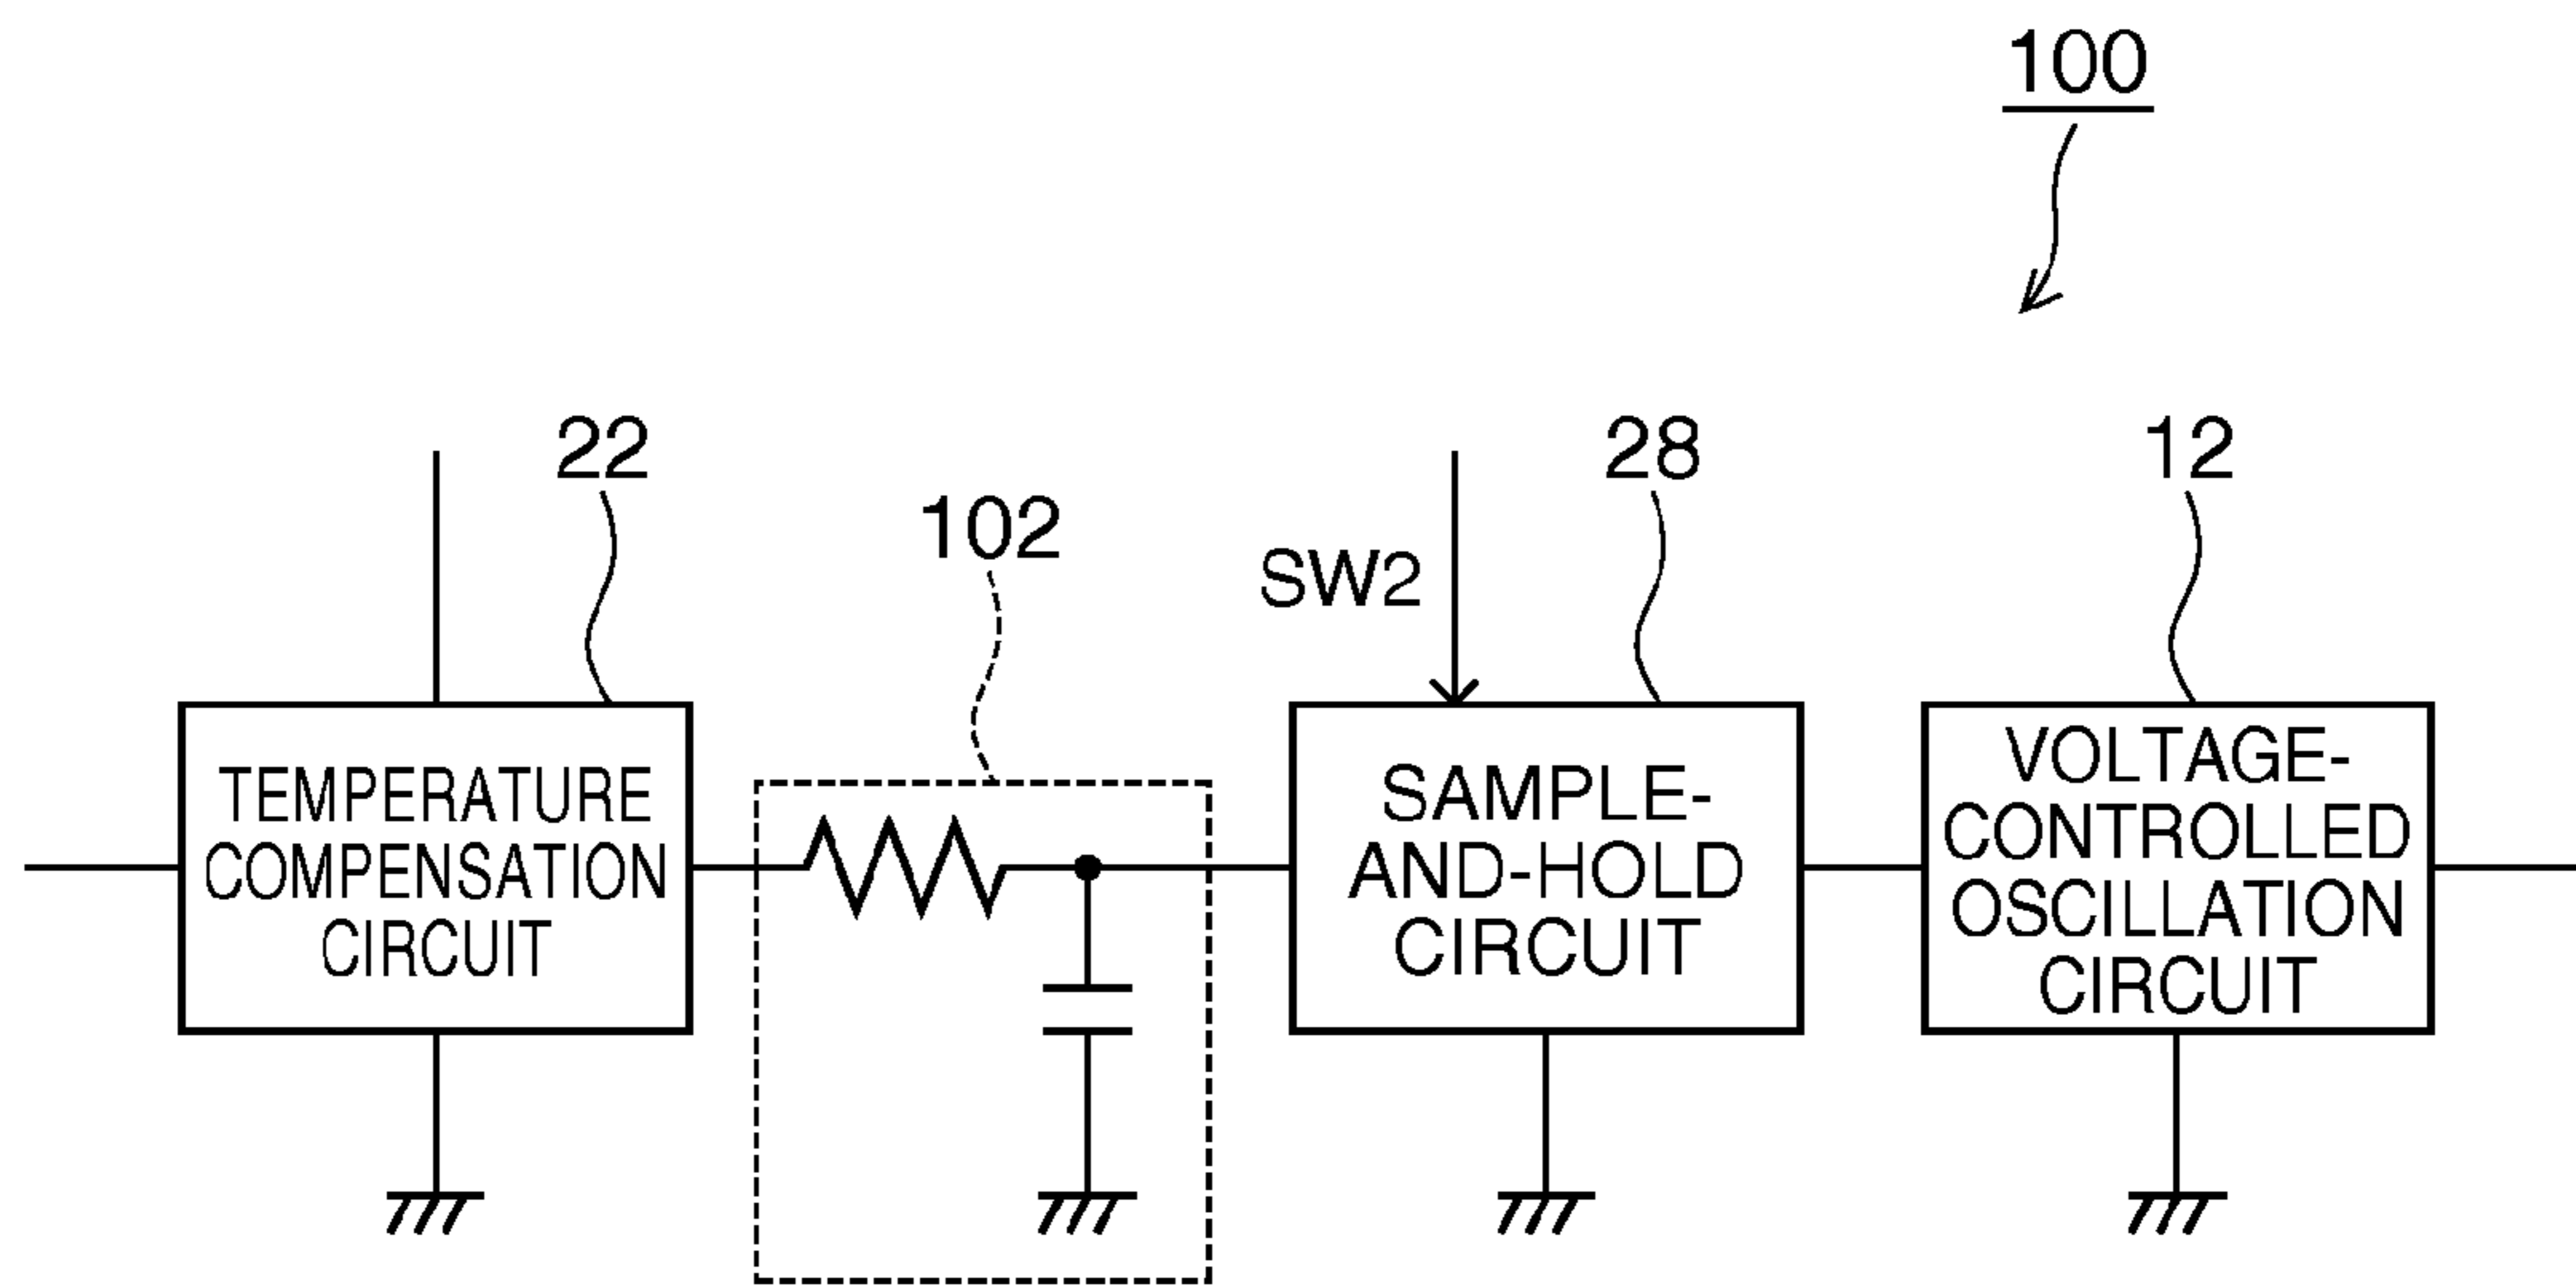 100
22
102
SW2
28
12
TEMPERATURE
COMPENSATION
CIRCUIT
SAMPLE-
AND-HOLD
CIRCUIT
VOLTAGE-
CONTROLLED
OSCILLATION
CIRCUIT